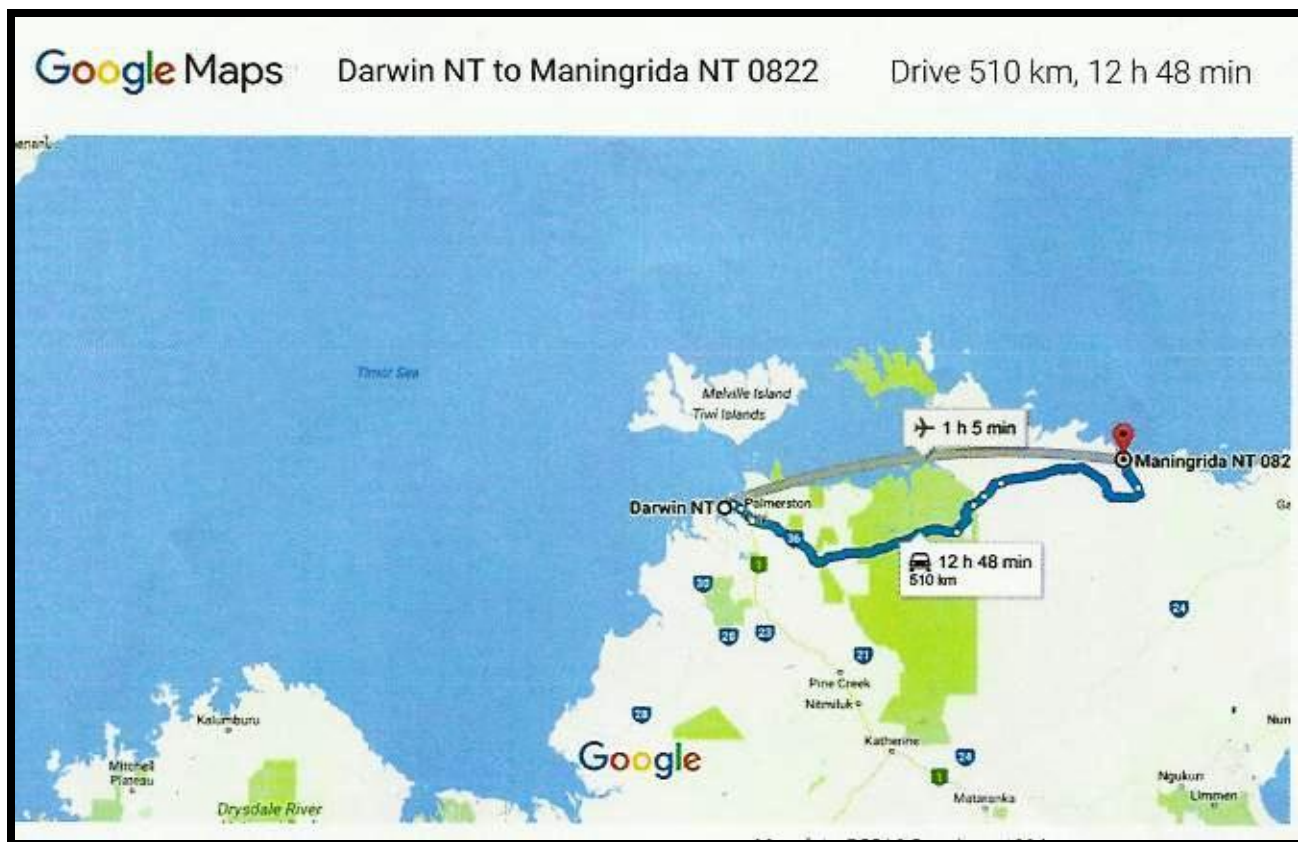 Google Maps Darwin NT to Maningrida NT 0822 Drive 510 km, 12 h 48 min
Timor Sea
Melville Island
Tiwi Islands
1 h 5 min
Maningrida NT 082
Darwin NT
Palmerston
36
12 h 48 min
510 km
1
30
24
20
23
21
Pine Creek
Nitmiluk
28
Kalumburu
Google
Katherine
24
1
Mitchell
Plateau
Mataranka
Ngukurr
Limmen
Drysdale River